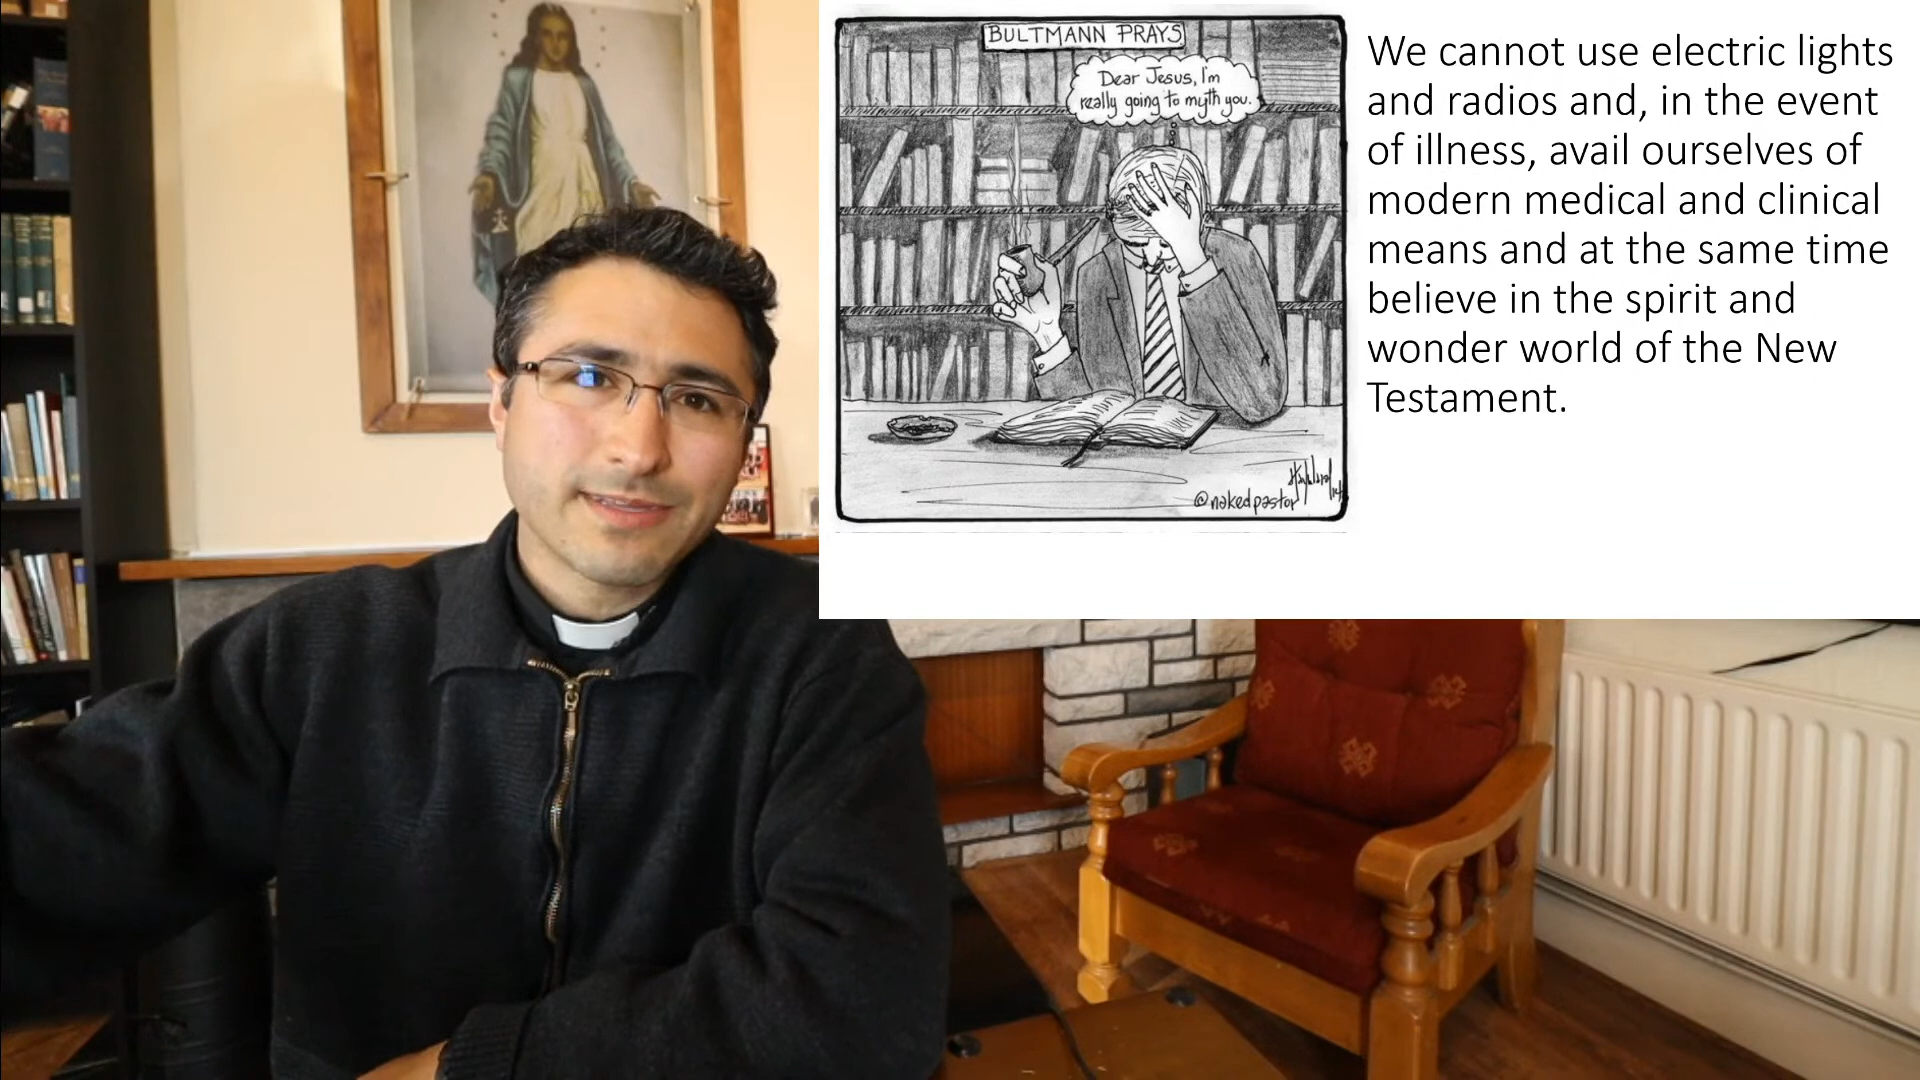 BULTMANN PRAYS
Dear Jesus, I'm
really going to myth you.
@nakedpastor
We cannot use electric lights
and radios and, in the event
of illness, avail ourselves of
modern medical and clinical
means and at the same time
believe in the spirit and
wonder world of the New
Testament.